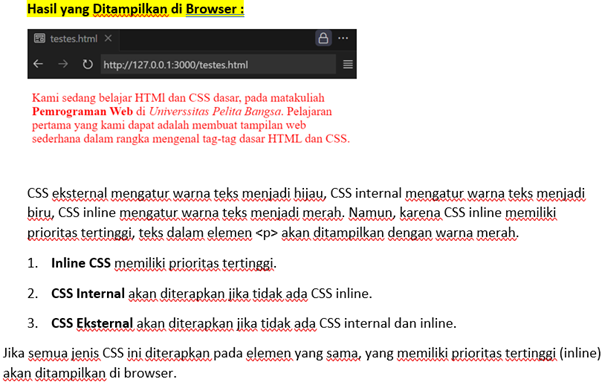 Hasil yang Ditampilkan di Browser :
testes.html
http://127.0.0.1:3000/testes.html
Kami sedang belajar HTMl dan CSS dasar, pada matakuliah
Pemrograman Web di Universsitas Pelita Bangsa. Pelajaran
pertama yang kami dapat adalah membuat tampilan web
sederhana dalam rangka mengenal tag-tag dasar HTML dan CSS.
CSS eksternal mengatur warna teks menjadi hijau, CSS internal mengatur warna teks menjadi
biru, CSS inline mengatur warna teks menjadi merah. Namun, karena CSS inline memiliki
prioritas tertinggi, teks dalam elemen <p> akan ditampilkan dengan warna merah.
1. Inline CSS memiliki prioritas tertinggi.
2. CSS Internal akan diterapkan jika tidak ada CSS inline.
3. CSS Eksternal akan diterapkan jika tidak ada CSS internal dan inline.
Jika semua jenis CSS ini diterapkan pada elemen yang sama, yang memiliki prioritas tertinggi (inline)
akan ditampilkan di browser.